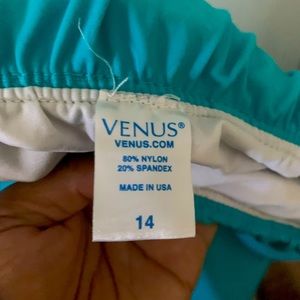 VENUS®
VENUS.COM
80% NYLON
20% SPANDEX
MADE IN USA
14